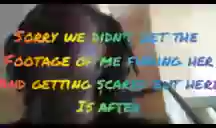 Sorry we didn't get the
Footage of me
her
and getting scared but here
Is after